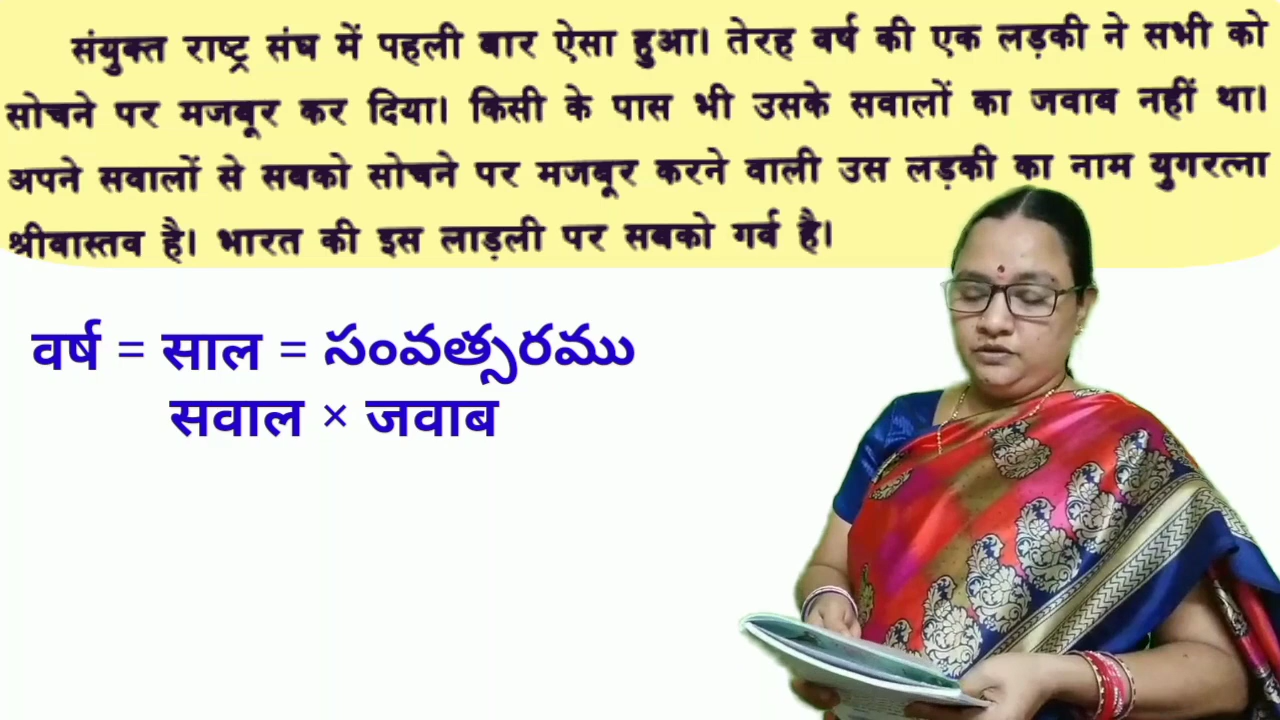 संयुक्त राष्ट्र संघ में पहली बार ऐसा हुआ। तेरह वर्ष की एक लड़की ने सभी को
सोचने पर मजबूर कर दिया। किसी के पास भी उसके सवालों का जवाब नहीं था।
अपने सवालों से सबको सोचने पर मजबूर करने वाली उस लड़की का नाम युगरत्ना
श्रीवास्तव है। भारत की इस लाड़ली पर सबको गर्व है।
वर्ष = साल = సంవత్సరము
सवाल × जवाब